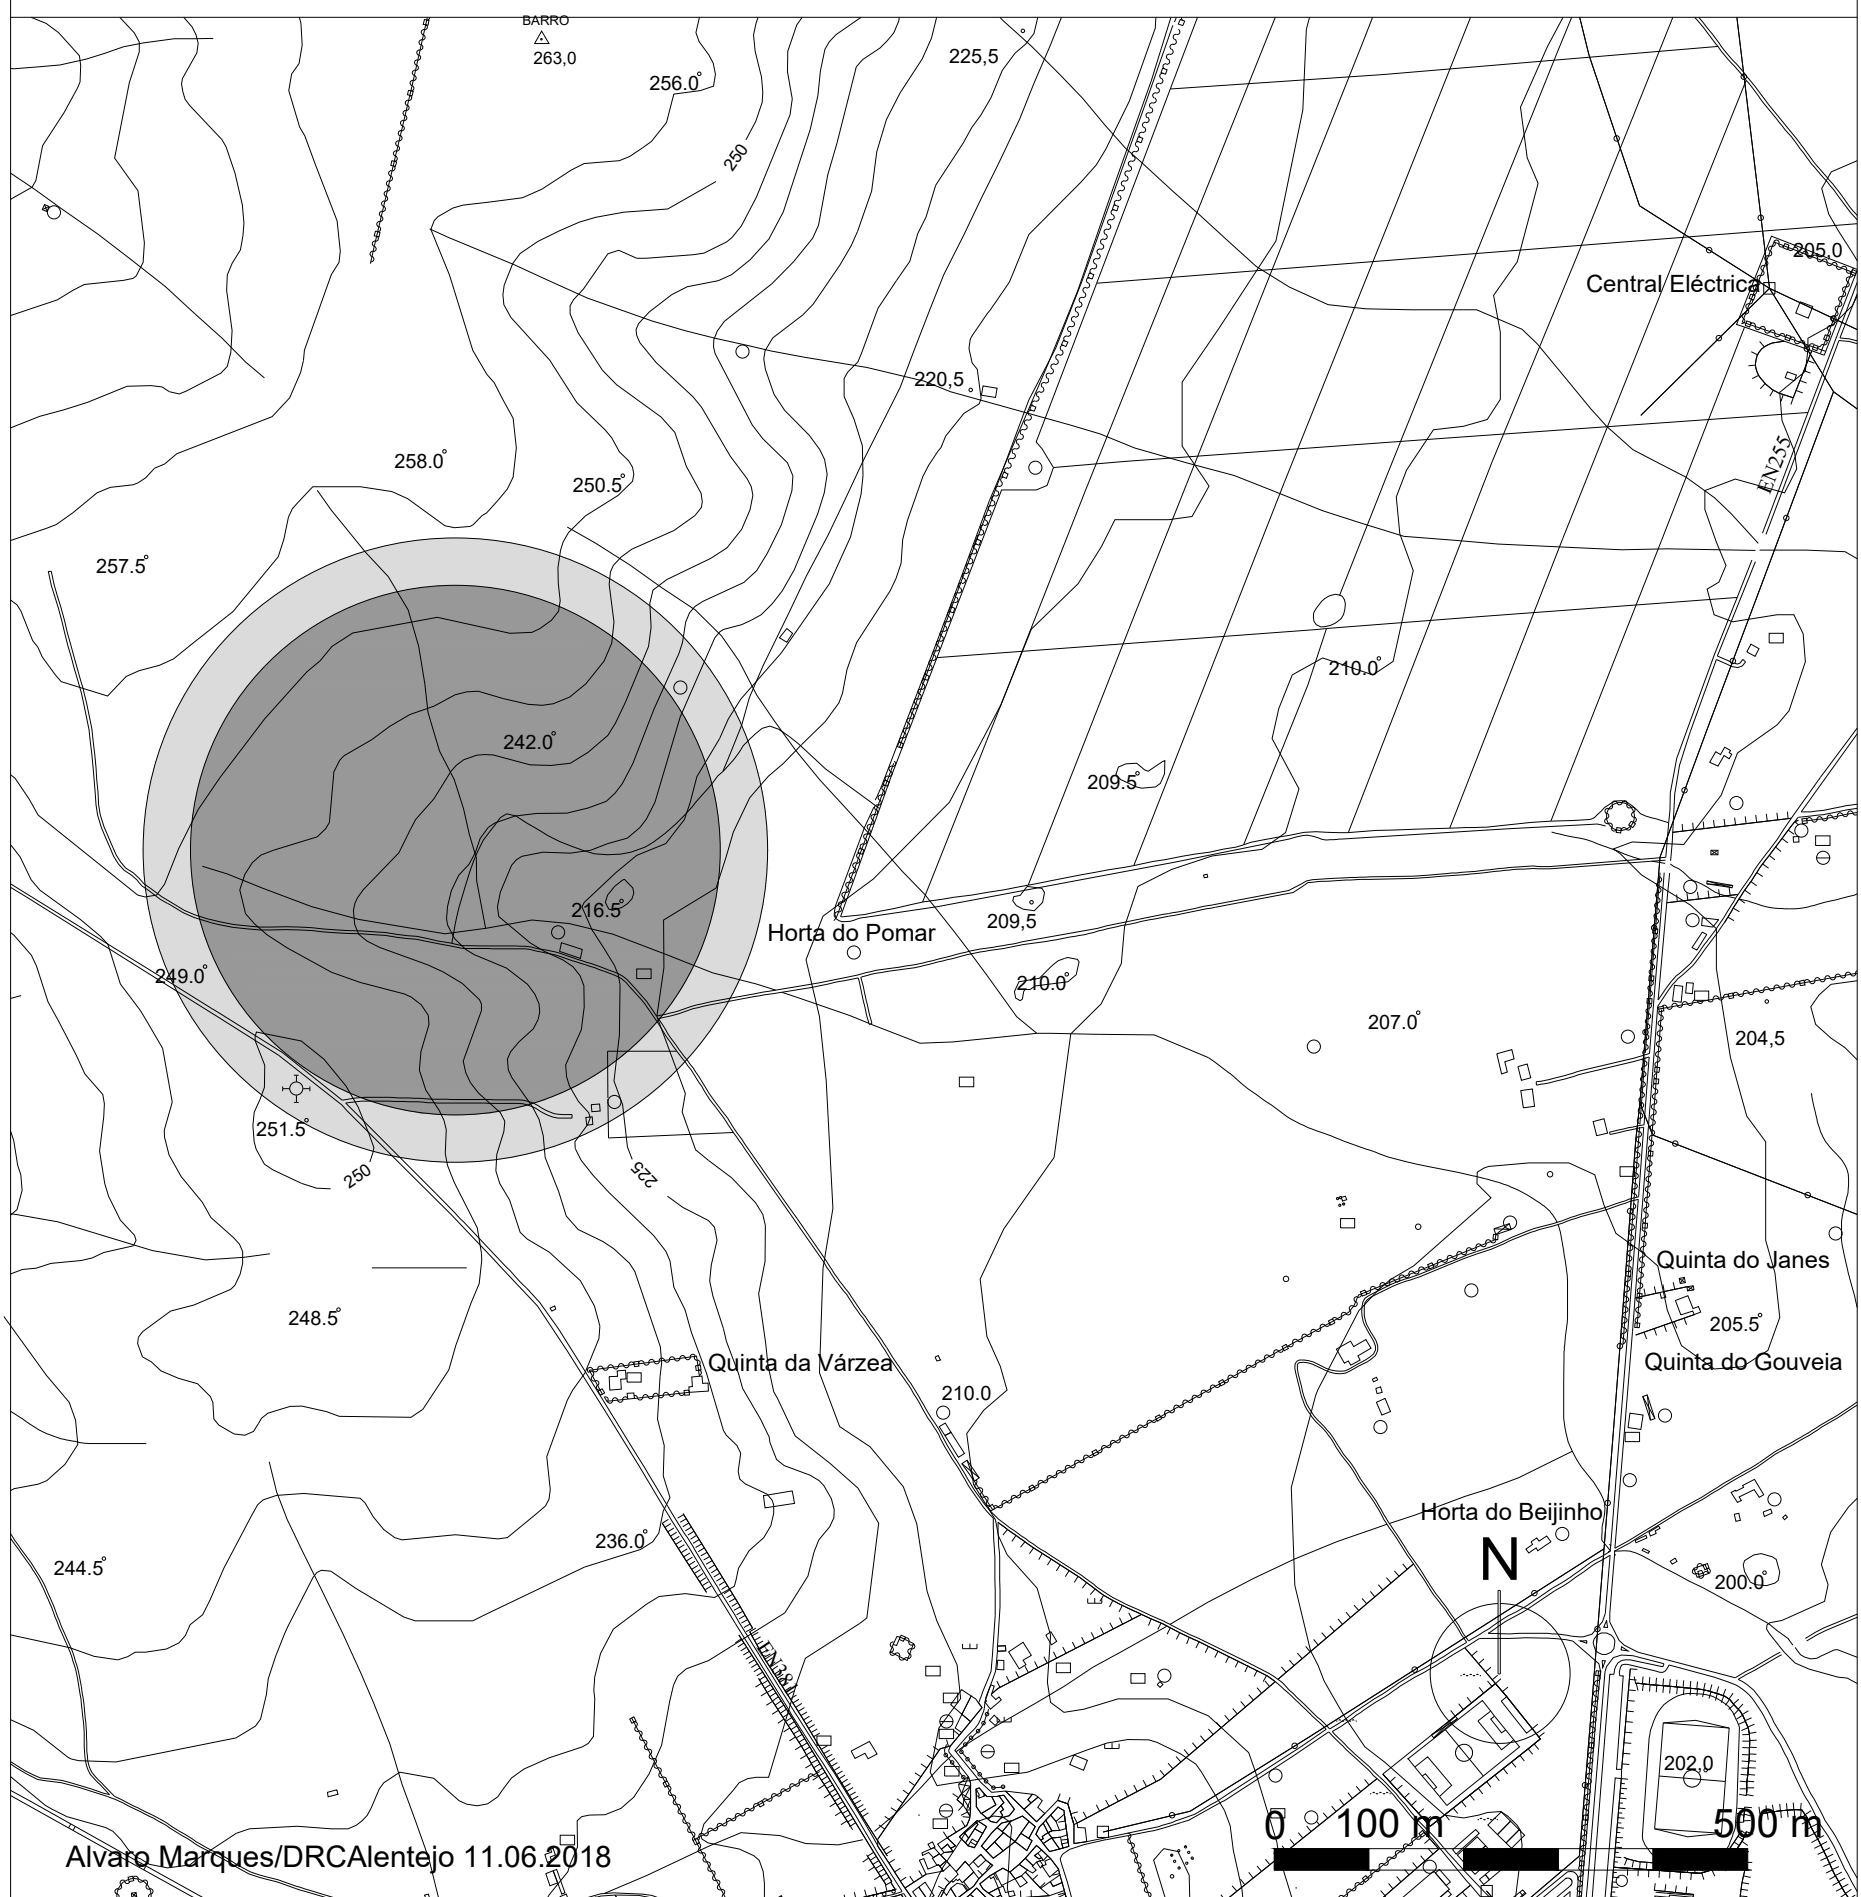 BARRO
263,0
225,5
256.0
250
205,0
Central Eléctrica
220,5
EN255
258.0
250.5
257.5
210.0
242.0
209.5
216.5
209,5
Horta do Pomar
249.0
210.0
207.0
204,5
251.5
250
225
Quinta do Janes
248.5
205.5
Quinta da Várzea
Quinta do Gouveia
210.0
Horta do Beijinho
236.0
N
244.5
200.0
EN381
202,0
0 100 m 500 m
Alvaro Marques/DRCAlentejo 11.06.2018